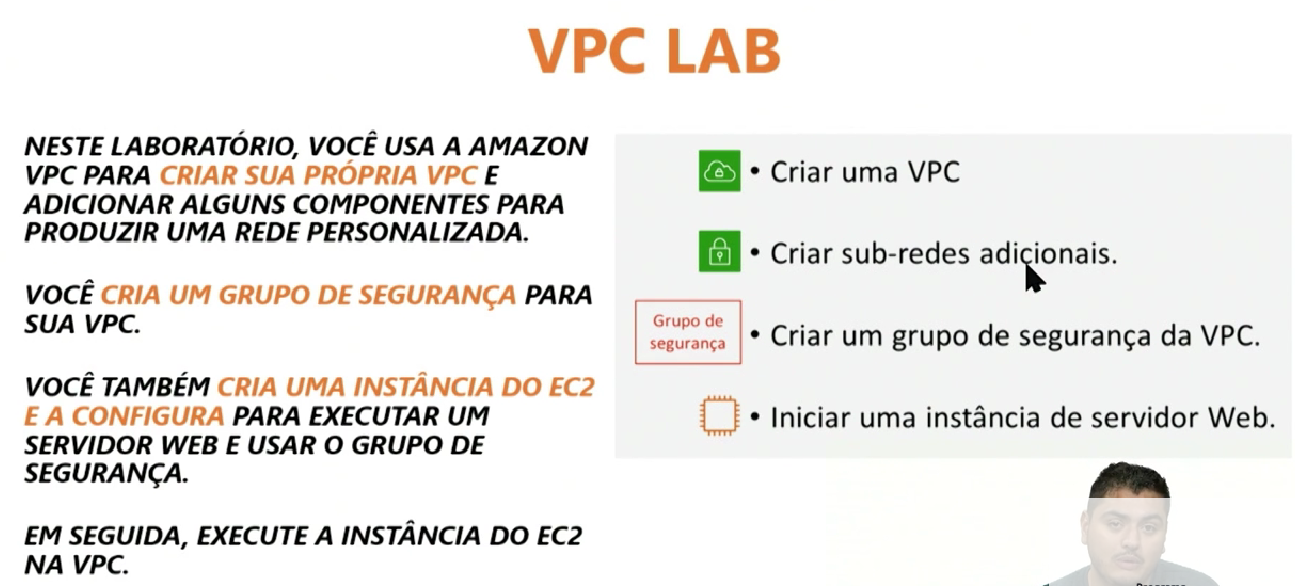 VPC LAB
NESTE LABORATÓRIO, VOCÊ USA A AMAZON
VPC PARA CRIAR SUA PRÓPRIA VPC E
ADICIONAR ALGUNS COMPONENTES PARA
PRODUZIR UMA REDE PERSONALIZADA.
VOCÊ CRIA UM GRUPO DE SEGURANÇA PARA
SUA VPC.
VOCÊ TAMBÉM CRIA UMA INSTÂNCIA DO EC2
E A CONFIGURA PARA EXECUTAR UM
SERVIDOR WEB E USAR O GRUPO DE
SEGURANÇA.
EM SEGUIDA, EXECUTE A INSTÂNCIA DO EC2
NA VPC.
• Criar uma VPC
• Criar sub-redes adicionais.
Grupo de
segurança
• Criar um grupo de segurança da VPC.
• Iniciar uma instância de servidor Web.